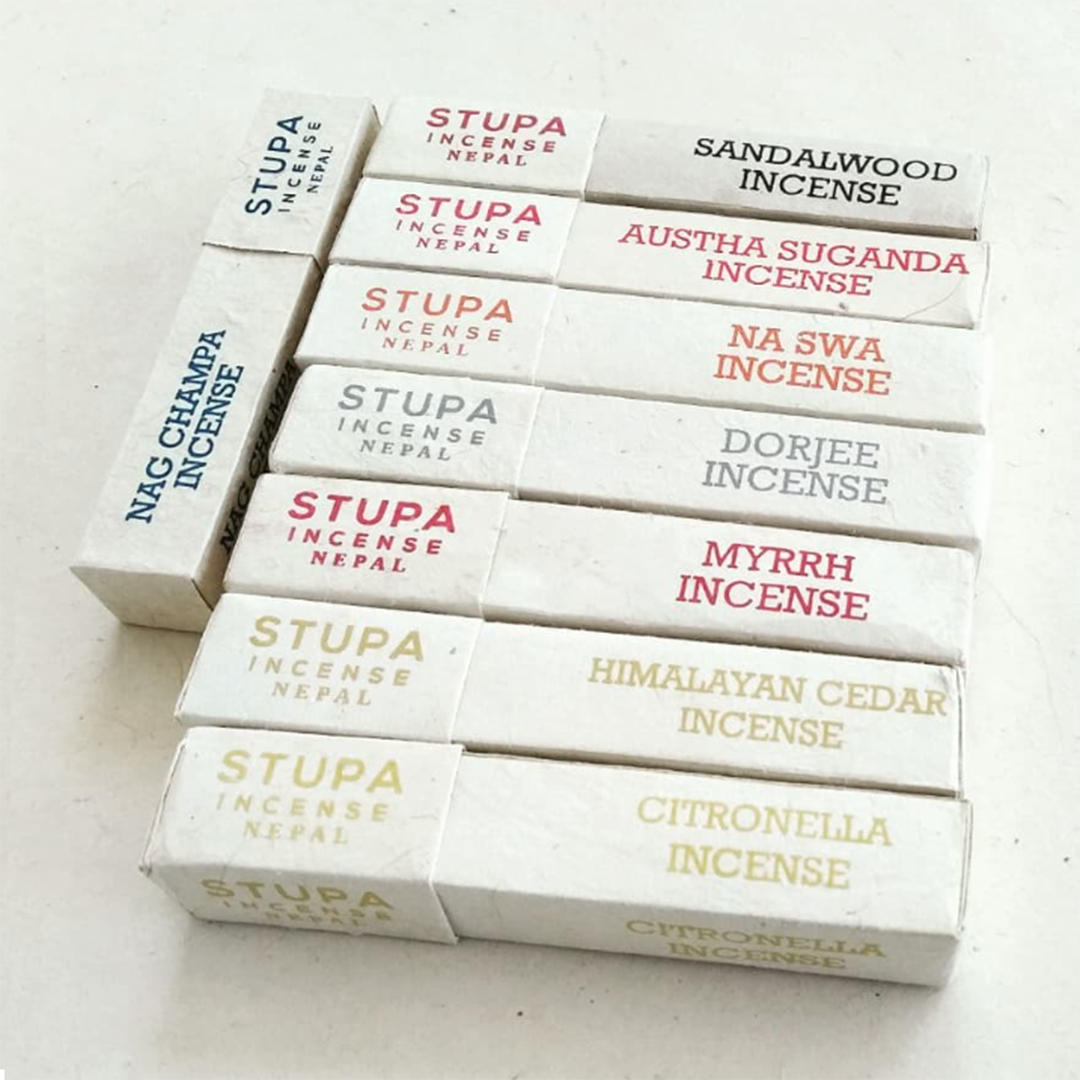 STUPA
INCENSE
NEPAL
NAG CHAMPA
INCENSE
NAG CHAMPA
STUPA
INCENSE
NEPAL
SANDALWOOD
INCENSE
STUPA
INCENSE
NEPAL
AUSTHA SUGANDA
INCENSE
STUPA
INCENSE
NEPAL
NA SWA
INCENSE
STUPA
INCENSE
NEPAL
DORJEE
INCENSE
STUPA
INCENSE
NEPAL
MYRRH
INCENSE
STUPA
INCENSE
NEPAL
HIMALAYAN CEDAR
INCENSE
STUPA
INCENSE
NEPAL
CITRONELLA
INCENSE
STUPA
INCENSE
NEPAL
CITRONELLA
INCENSE